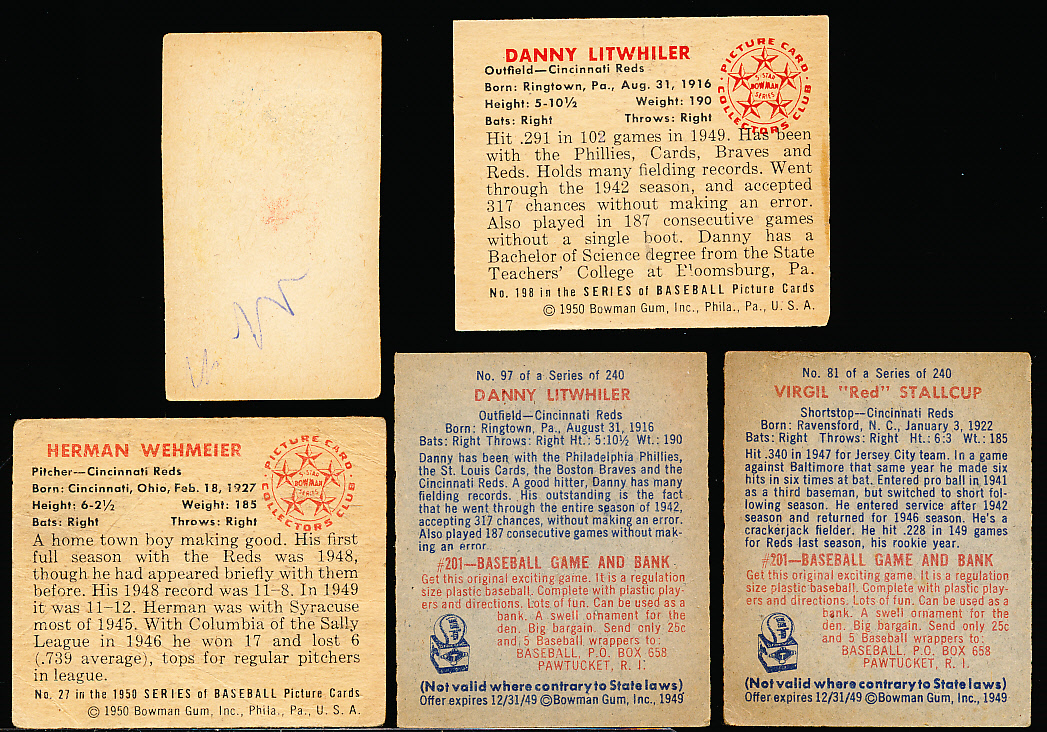 DANNY LITWHILER
Outfield—Cincinnati Reds
Born: Ringtown, Pa., Aug. 31, 1916
Height: 5-10½ Weight: 190
Bats: Right Throws: Right
PICTURE CARD COLLECTORS CLUB
5-STAR
BOWMAN
SERIES
Hit .291 in 102 games in 1949. Has been
with the Phillies, Cards, Braves and
Reds. Holds many fielding records. Went
through the 1942 season, and accepted
317 chances without making an error.
Also played in 187 consecutive games
without a single boot. Danny has a
Bachelor of Science degree from the State
Teachers' College at Bloomsburg, Pa.
No. 198 in the SERIES of BASEBALL Picture Cards
© 1950 Bowman Gum, Inc., Phila., Pa., U. S. A.
HERMAN WEHMEIER
Pitcher—Cincinnati Reds
Born: Cincinnati, Ohio, Feb. 18, 1927
Height: 6-2½ Weight: 185
Bats: Right Throws: Right
PICTURE CARD COLLECTORS CLUB
5-STAR
BOWMAN
SERIES
A home town boy making good. His first
full season with the Reds was 1948,
though he had appeared briefly with them
before. His 1948 record was 11-8. In 1949
it was 11-12. Herman was with Syracuse
most of 1945. With Columbia of the Sally
League in 1946 he won 17 and lost 6
(.739 average), tops for regular pitchers
in league.
No. 27 in the 1950 SERIES of BASEBALL Picture Cards
© 1950 Bowman Gum, Inc., Phila., Pa., U. S. A.
No. 97 of a Series of 240
DANNY LITWHILER
Outfield—Cincinnati Reds
Born: Ringtown, Pa., August 31, 1916
Bats: Right Throws: Right Ht.: 5:10½ Wt.: 190
Danny has been with the Philadelphia Phillies,
the St. Louis Cards, the Boston Braves and the
Cincinnati Reds. A good hitter, Danny has many
fielding records. His outstanding is the fact
that he went through the entire season of 1942,
accepting 317 chances, without making an error.
Also played 187 consecutive games without mak-
ing an error
#201—BASEBALL GAME AND BANK
Get this original exciting game. It is a regulation
size plastic baseball. Complete with plastic play-
ers and directions. Lots of fun. Can be used as a
bank. A swell ornament for the
den. Big bargain. Send only 25c
and 5 Baseball wrappers to:
BASEBALL, P.O. BOX 658
PAWTUCKET, R. I.
(Not valid where contrary to State laws)
Offer expires 12/31/49 ©Bowman Gum, Inc., 1949
No. 81 of a Series of 240
VIRGIL "Red" STALLCUP
Shortstop—Cincinnati Reds
Born: Ravensford, N. C., January 3, 1922
Bats: Right Throws: Right Ht.: 6:3 Wt.: 185
Hit .340 in 1947 for Jersey City team. In a game
against Baltimore that same year he made six
hits in six times at bat. Entered pro ball in 1941
as a third baseman, but switched to short fol-
lowing season. He entered service after 1942
season and returned for 1946 season. He's a
crackerjack fielder. He hit .228 in 149 games
for Reds last season, his rookie year.
#201—BASEBALL GAME AND BANK
Get this original exciting game. It is a regulation
size plastic baseball. Complete with plastic play-
ers and directions. Lots of fun. Can be used as a
bank. A swell ornament for the
den. Big bargain. Send only 25c
and 5 Baseball wrappers to:
BASEBALL, P.O. BOX 658
PAWTUCKET, R. I.
(Not valid where contrary to State laws)
Offer expires 12/31/49 ©Bowman Gum, Inc., 1949